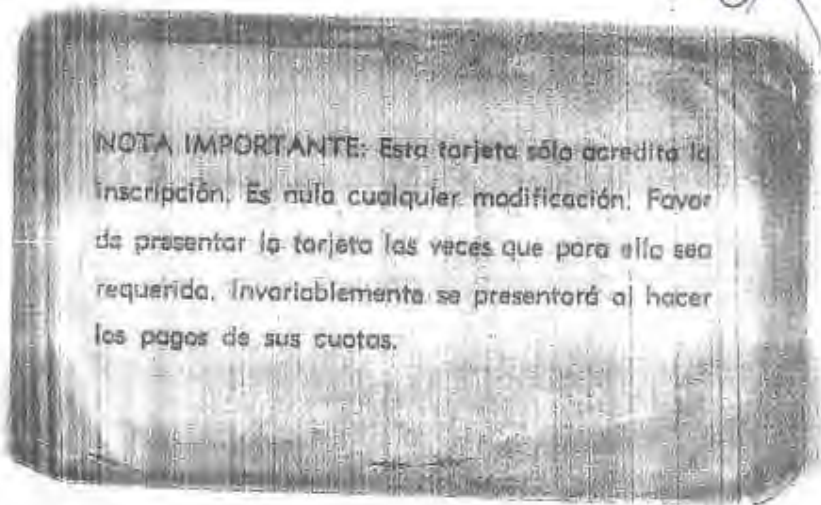 NOTA IMPORTANTE: Esta tarjeta sólo acredita la
inscripción. Es nula cualquier modificación. Favor
de presentar la tarjeta las veces que para ello sea
requerida. Invariablemente se presentará al hacer
los pagos de sus cuotas.